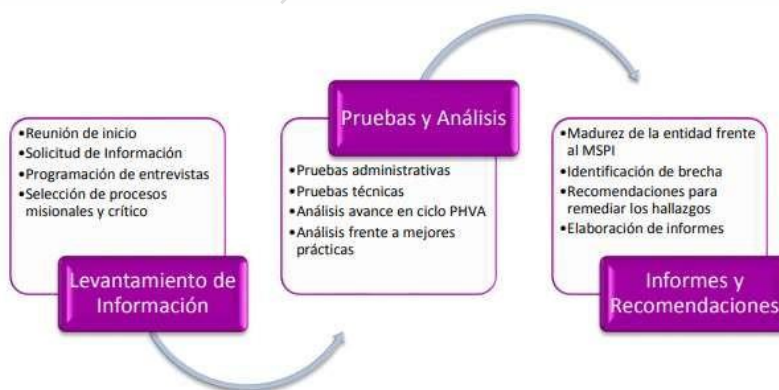 •Reunión de inicio
•Solicitud de Información
•Programación de entrevistas
•Selección de procesos
misionales y crítico
Levantamiento de
Información
Pruebas y Análisis
•Pruebas administrativas
•Pruebas técnicas
•Análisis avance en ciclo PHVA
•Análisis frente a mejores
prácticas
•Madurez de la entidad frente
al MSPI
•Identificación de brecha
•Recomendaciones para
remediar los hallazgos
•Elaboración de informes
Informes y
Recomendaciones